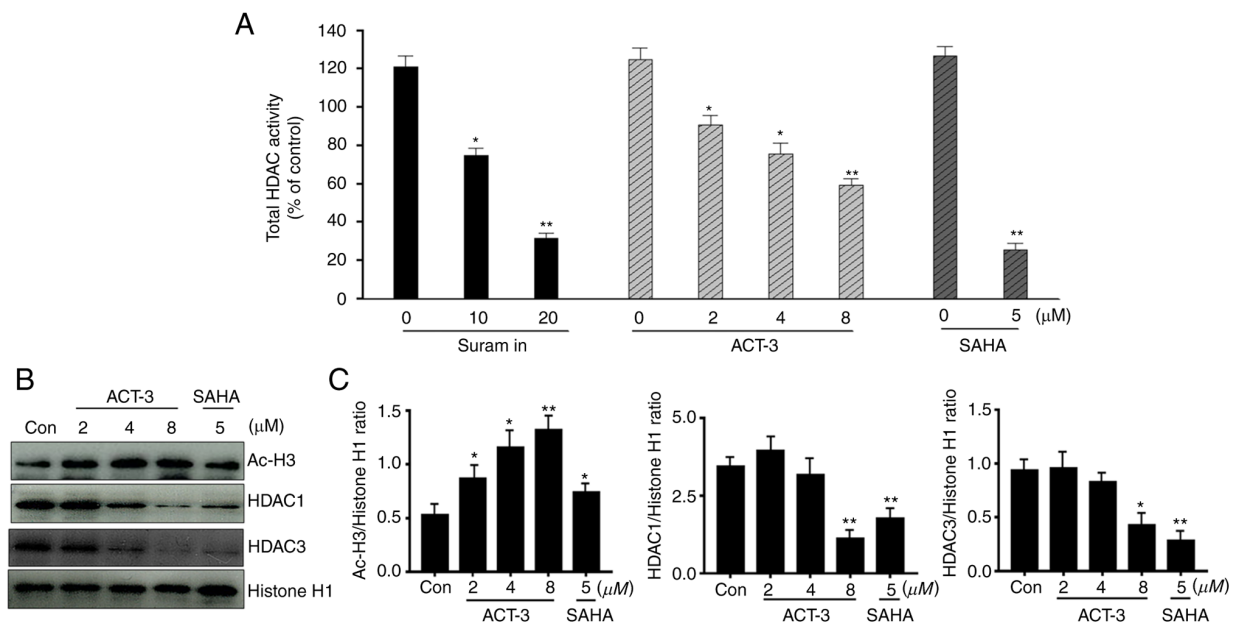 A
Total HDAC activity
(% of control)
140
120
100
80
60
40
20
0
* ** * * ** **
0 10 20 0 2 4 8 0 5 (μM)
Suram in ACT-3 SAHA
B
ACT-3 SAHA
Con 2 4 8 5 (μM)
Ac-H3
HDAC1
HDAC3
Histone H1
C
Ac-H3/Histone H1 ratio
1.5
1.0
0.5
0.0
* * ** *
Con 2 4 8 5 (μM)
ACT-3 SAHA
HDAC1/Histone H1 ratio
5.0
2.5
0.0
** **
Con 2 4 8 5 (μM)
ACT-3 SAHA
HDAC3/Histone H1 ratio
1.5
1.0
0.5
0.0
* **
Con 2 4 8 5 (μM)
ACT-3 SAHA